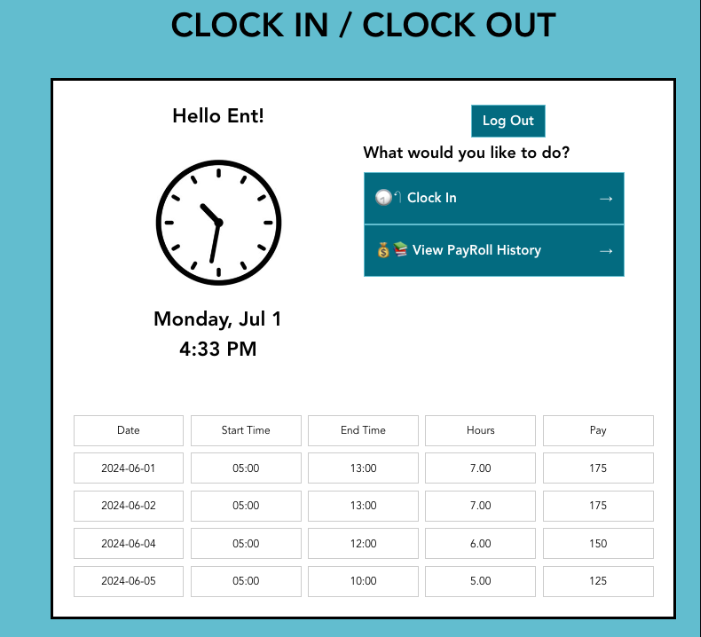 CLOCK IN / CLOCK OUT
Hello Ent!
Log Out
What would you like to do?
Clock In →
View PayRoll History →
Monday, Jul 1
4:33 PM
Date Start Time End Time Hours Pay
2024-06-01 05:00 13:00 7.00 175
2024-06-02 05:00 13:00 7.00 175
2024-06-04 05:00 12:00 6.00 150
2024-06-05 05:00 10:00 5.00 125